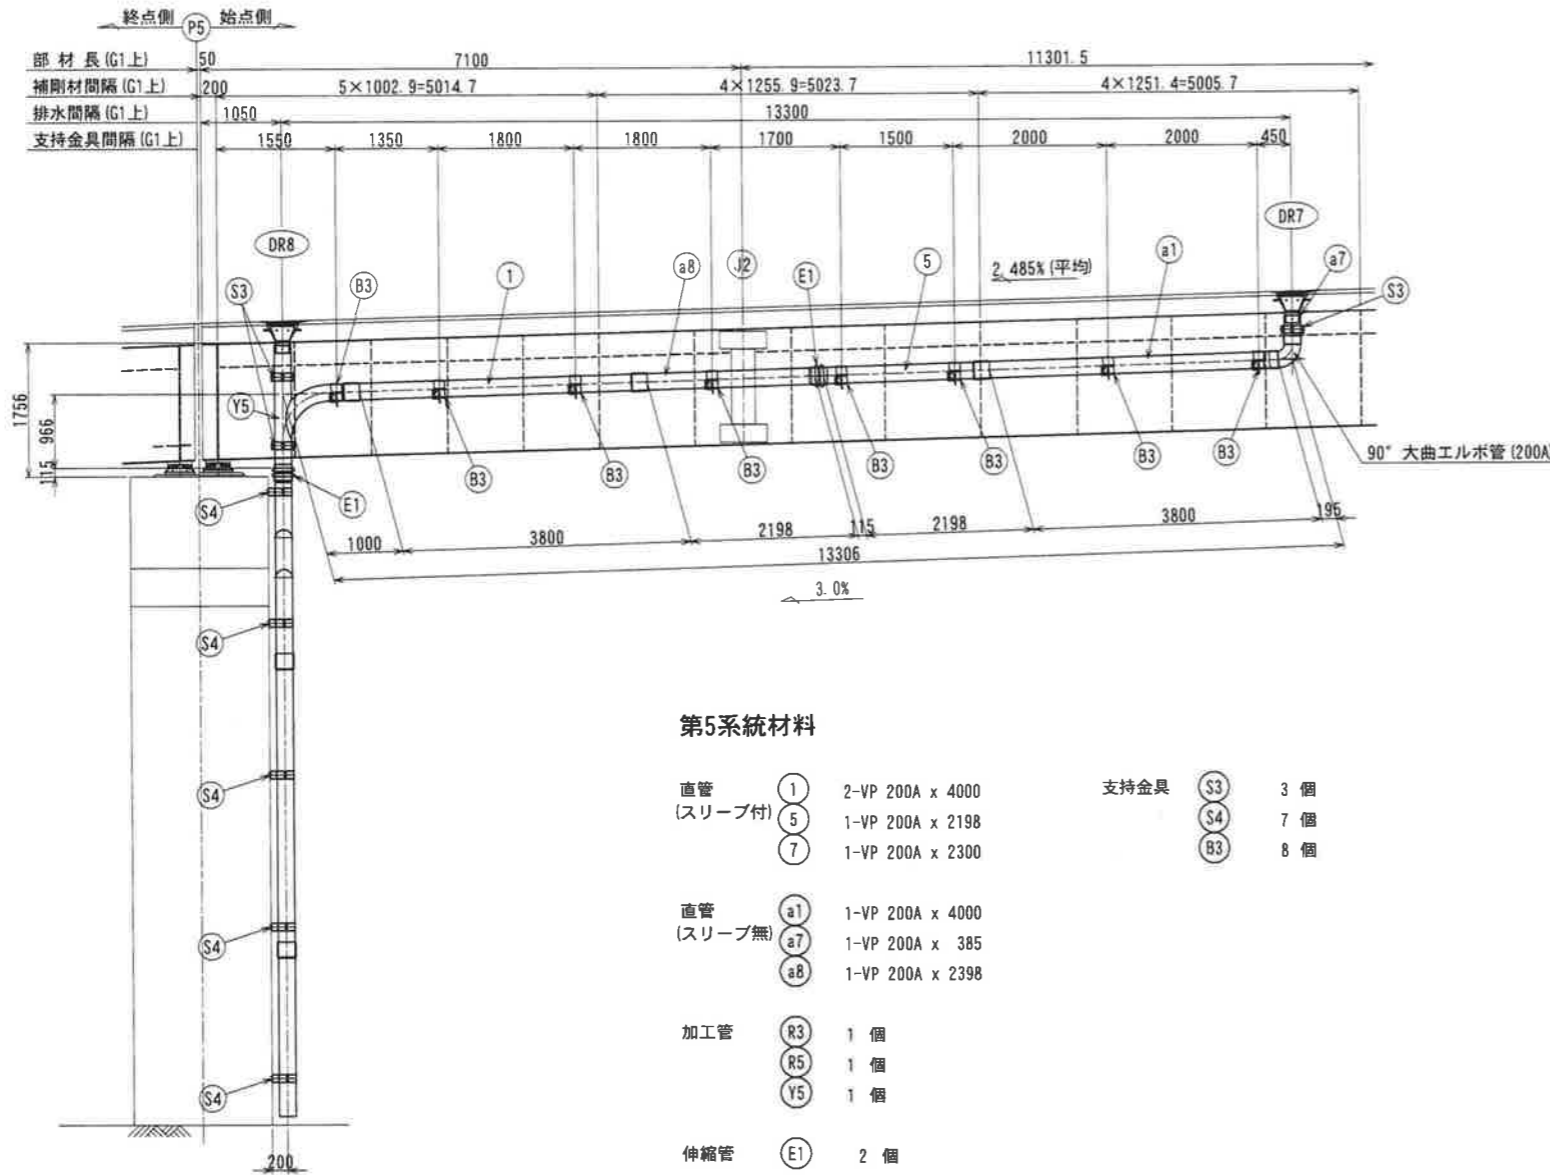 終点側 P5 始点側
部材長(G1上) 50 7100 11301.5
補剛材間隔(G1上) 200 5×1002.9=5014.7 4×1255.9=5023.7 4×1251.4=5005.7
排水間隔(G1上) 1050 13300
支持金具間隔(G1上) 1550 1350 1800 1800 1700 1500 2000 2000 450
DR8 DR7
S3 B3 1 a8 J2 E1 5 2.485%(平均) a1 a7 S3
Y5
1756 966 115
S4 E1 B3 B3 B3 B3 B3 B3 B3 90°大曲エルボ管(200A)
1000 3800 2198 115 2198 3800 195
13306
3.0%
S4
S4
S4
S4
200
第5系統材料
直管 1 2-VP 200A x 4000
(スリーブ付) 5 1-VP 200A x 2198
7 1-VP 200A x 2300
直管 a1 1-VP 200A x 4000
(スリーブ無) a7 1-VP 200A x 385
a8 1-VP 200A x 2398
加工管 R3 1 個
R5 1 個
Y5 1 個
伸縮管 E1 2 個
支持金具 S3 3 個
S4 7 個
B3 8 個